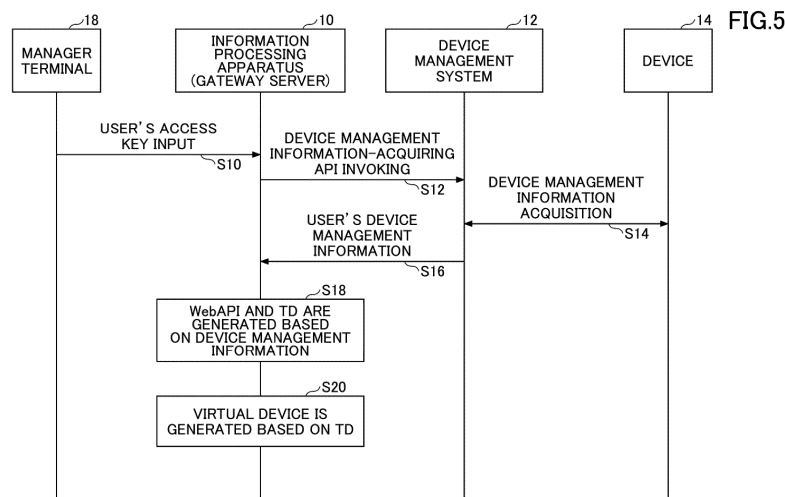 FIG.5
18
MANAGER
TERMINAL
10
INFORMATION
PROCESSING
APPARATUS
(GATEWAY SERVER)
12
DEVICE
MANAGEMENT
SYSTEM
14
DEVICE
USER'S ACCESS
KEY INPUT
S10
DEVICE MANAGEMENT
INFORMATION-ACQUIRING
API INVOKING
S12
DEVICE MANAGEMENT
INFORMATION
ACQUISITION
S14
USER'S DEVICE
MANAGEMENT
INFORMATION
S16
S18
WebAPI AND TD ARE
GENERATED BASED
ON DEVICE MANAGEMENT
INFORMATION
S20
VIRTUAL DEVICE IS
GENERATED BASED ON TD